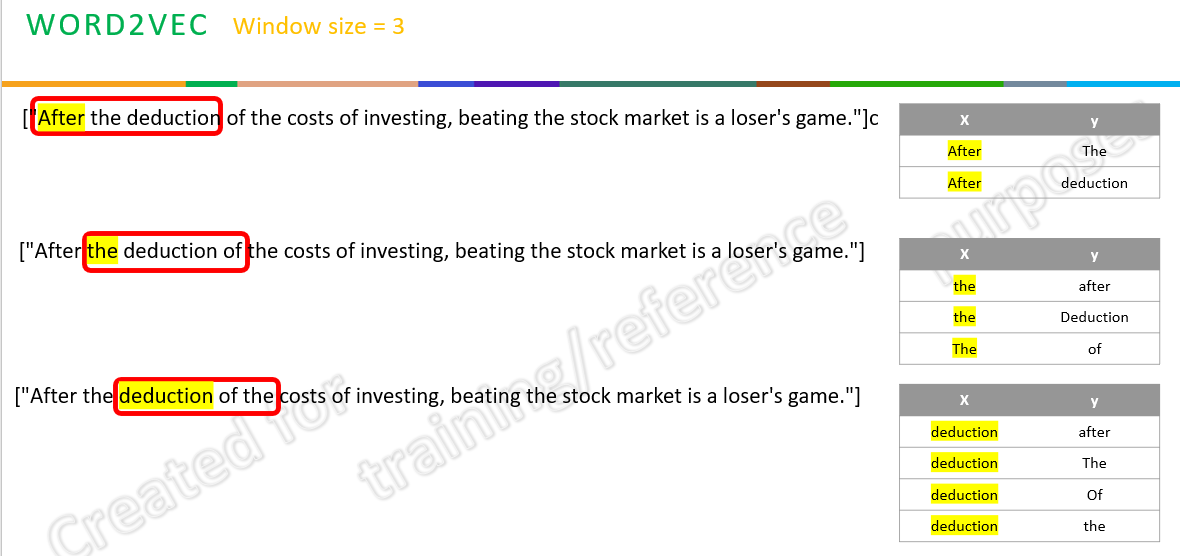 WORD2VEC Window size = 3
["After the deduction of the costs of investing, beating the stock market is a loser's game."]c
X y
After The
After deduction
["After the deduction of the costs of investing, beating the stock market is a loser's game."]
X y
the after
the Deduction
The of
["After the deduction of the costs of investing, beating the stock market is a loser's game."]
X y
deduction after
deduction The
deduction Of
deduction the
Created for
training/reference
purposes